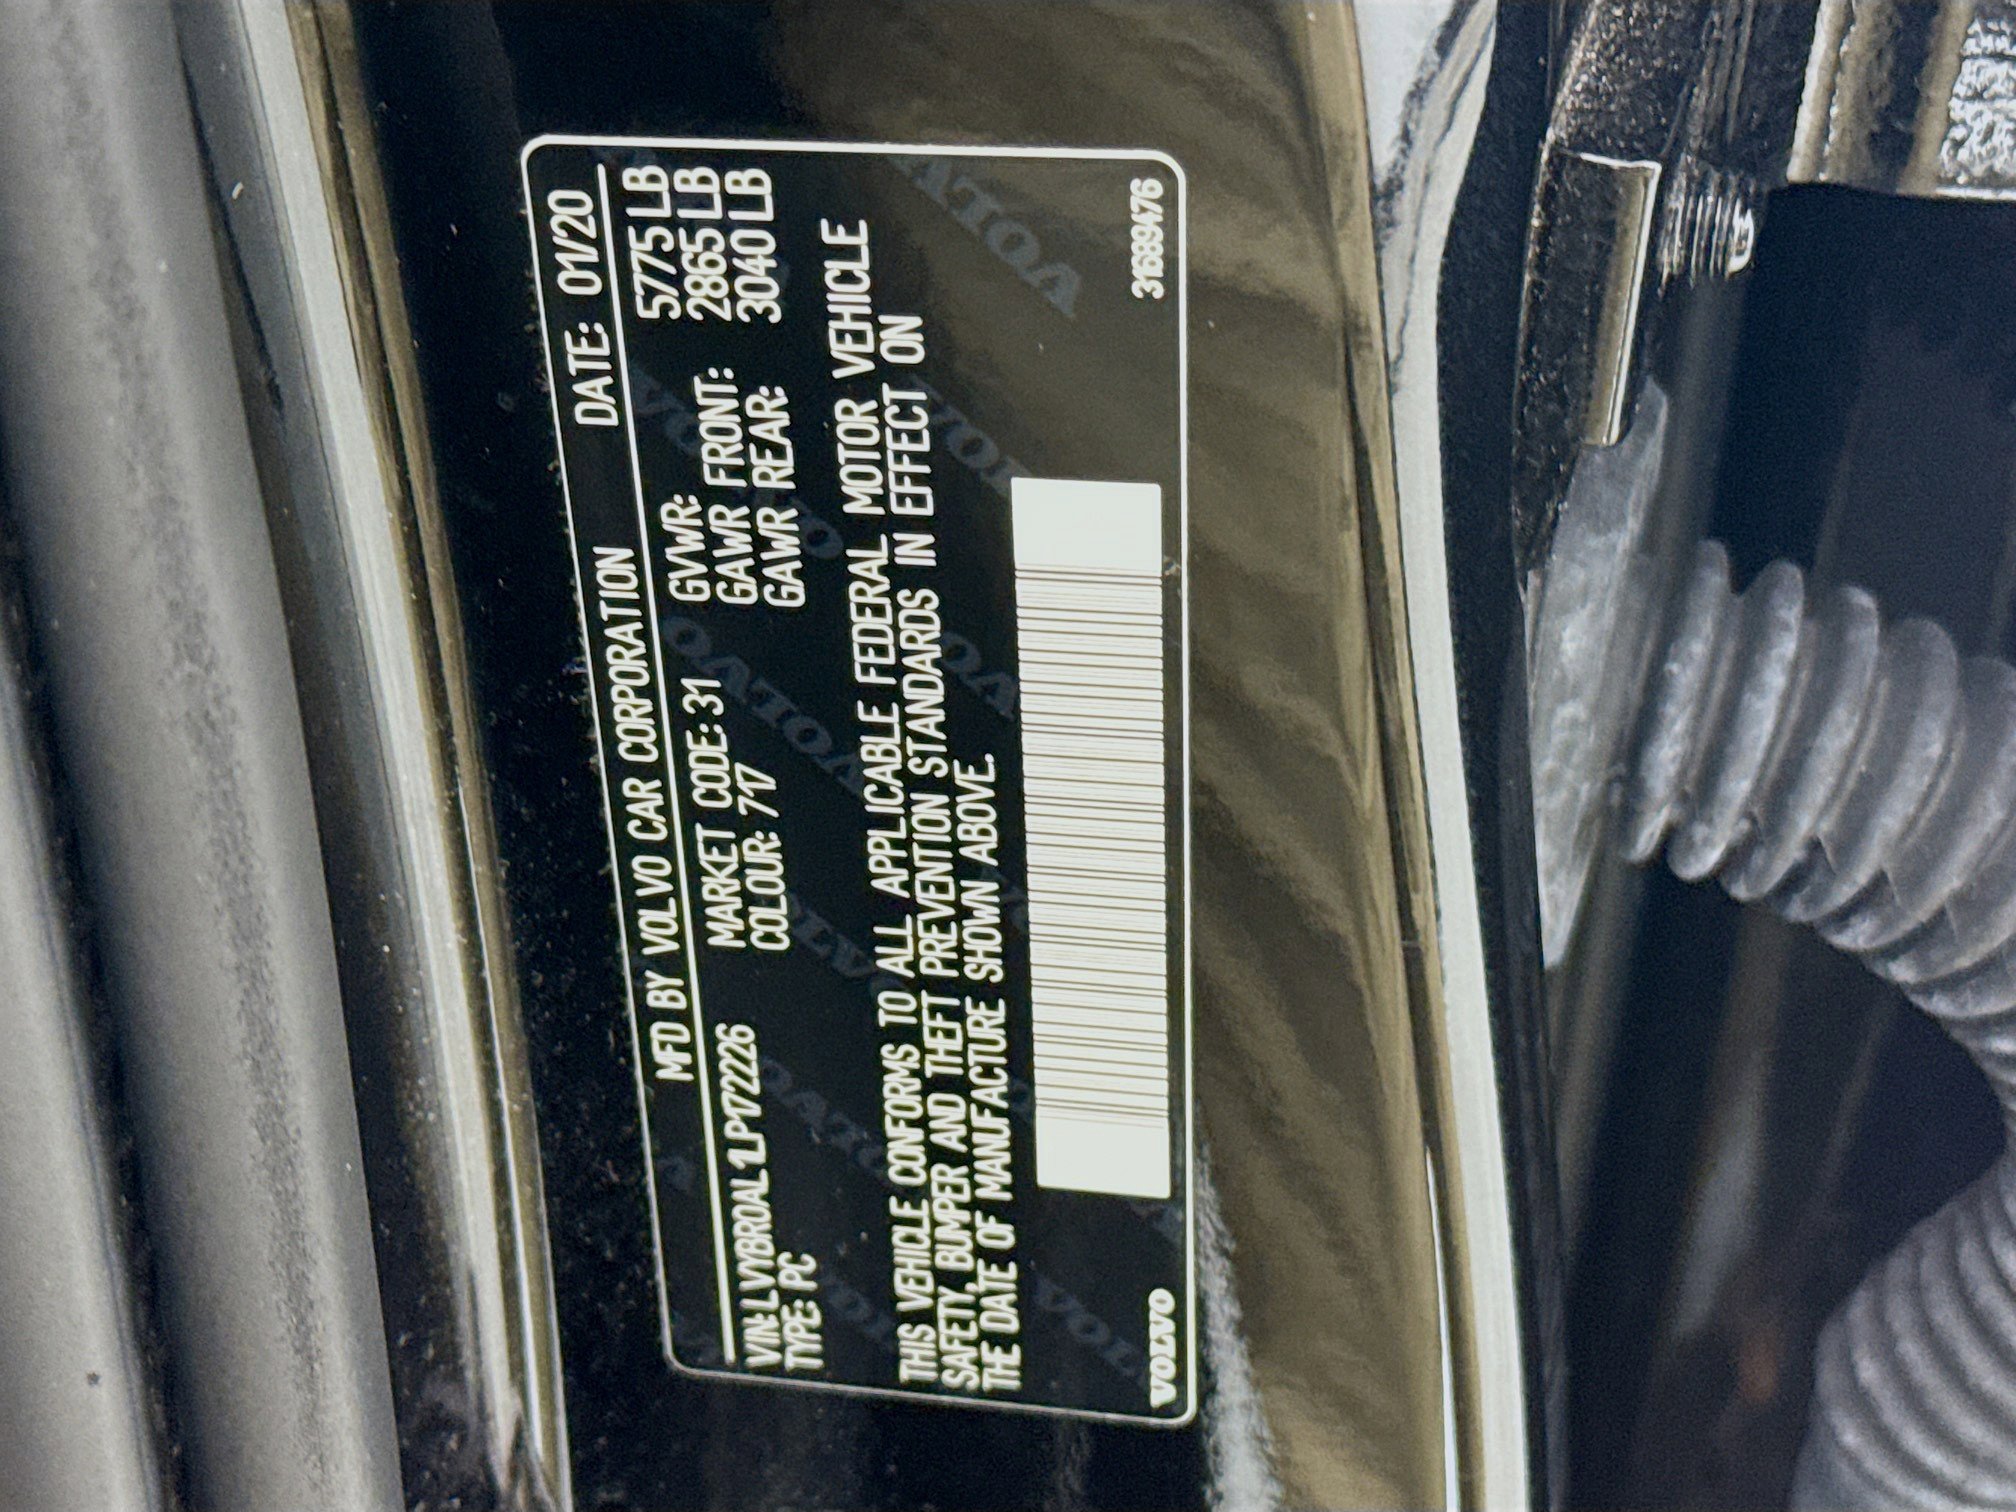 MFD BY VOLVO CAR CORPORATION DATE: 01/20
VIN: LVYBR0AL1LP172226 MARKET CODE: 31 GVWR: 5775 LB
TYPE: PC COLOUR: 717 GAWR FRONT: 2865 LB
GAWR REAR: 3040 LB
THIS VEHICLE CONFORMS TO ALL APPLICABLE FEDERAL MOTOR VEHICLE
SAFETY, BUMPER AND THEFT PREVENTION STANDARDS IN EFFECT ON
THE DATE OF MANUFACTURE SHOWN ABOVE.
VOLVO 31689476